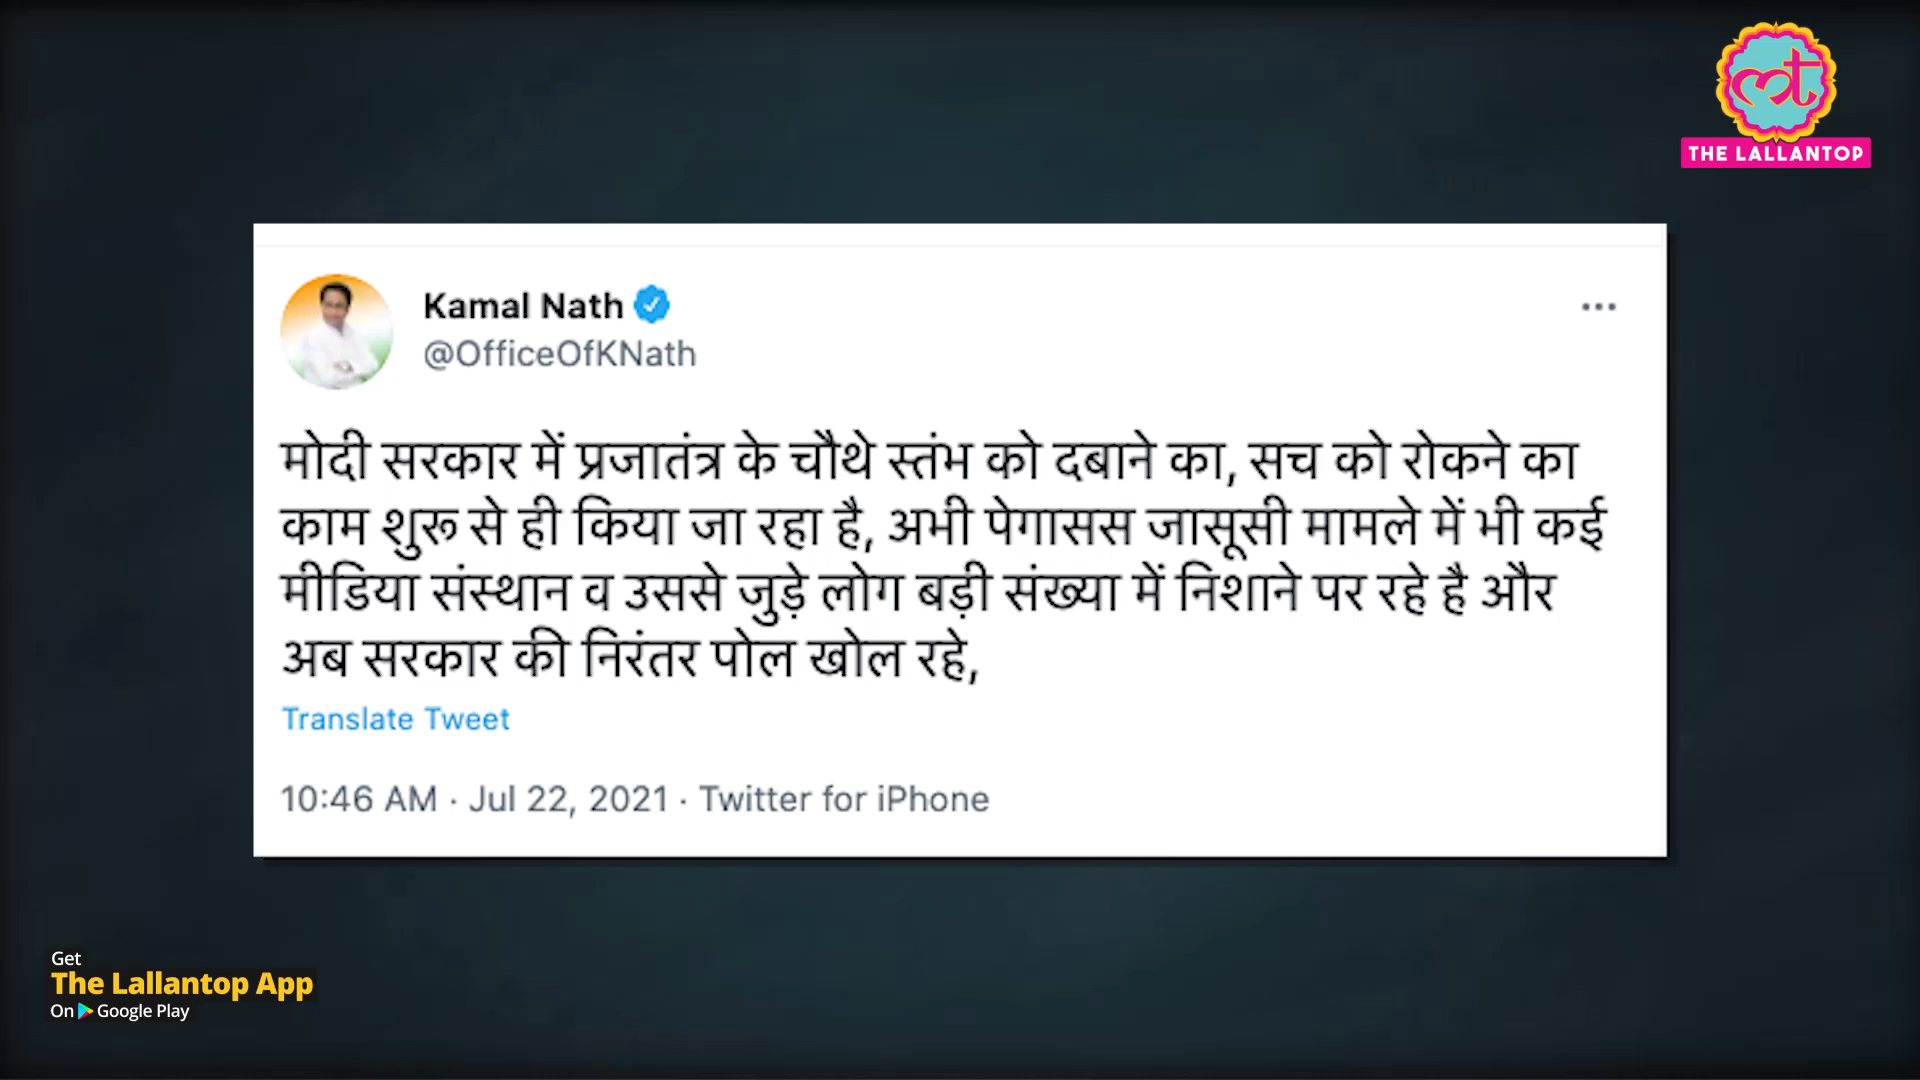 THE LALLANTOP
Kamal Nath
@OfficeOfKNath
मोदी सरकार में प्रजातंत्र के चौथे स्तंभ को दबाने का, सच को रोकने का
काम शुरू से ही किया जा रहा है, अभी पेगासस जासूसी मामले में भी कई
मीडिया संस्थान व उससे जुड़े लोग बड़ी संख्या में निशाने पर रहे है और
अब सरकार की निरंतर पोल खोल रहे,
Translate Tweet
10:46 AM · Jul 22, 2021 · Twitter for iPhone
Get
The Lallantop App
On Google Play